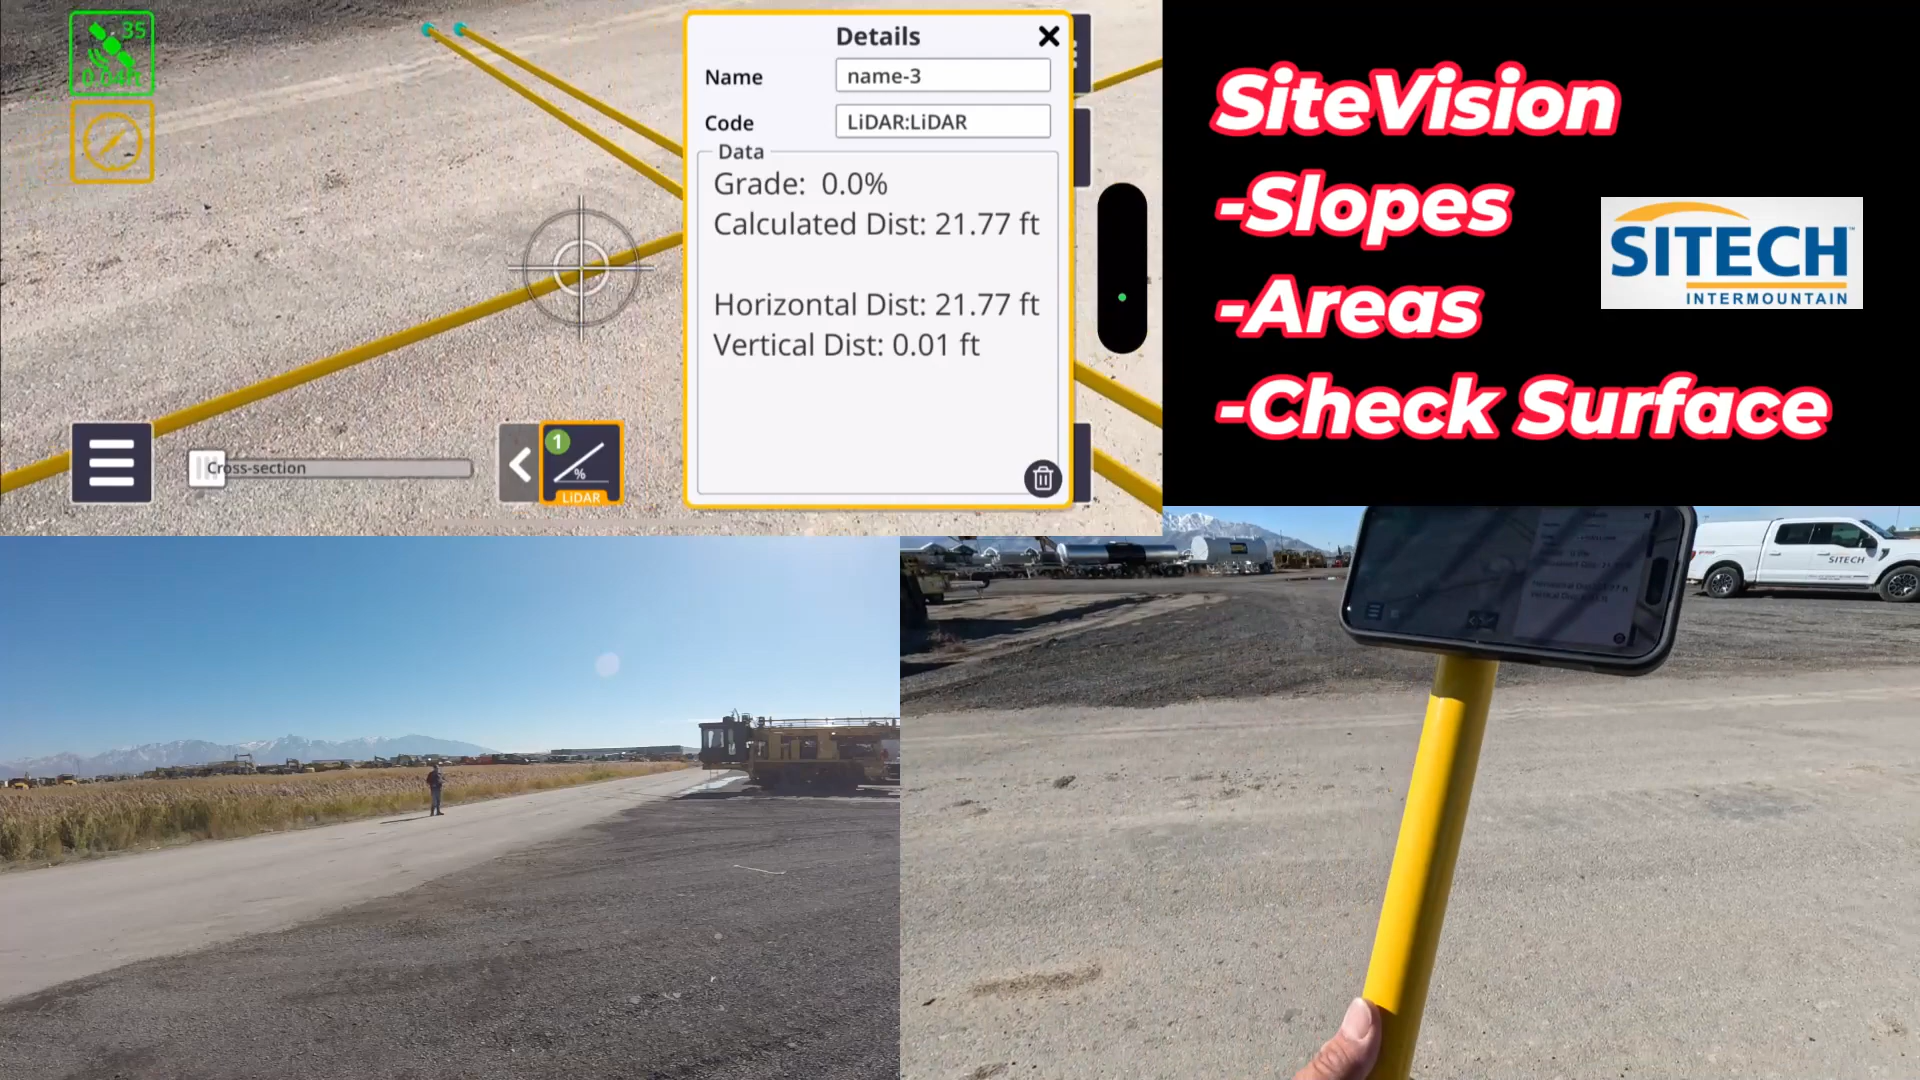 35
0.04ft
Details
Name
name-3
Code
LiDAR:LiDAR
Data
Grade: 0.0%
Calculated Dist: 21.77 ft
Horizontal Dist: 21.77 ft
Vertical Dist: 0.01 ft
Cross-section
1
%
LiDAR
SiteVision
-Slopes
-Areas
-Check Surface
SITECH
INTERMOUNTAIN
SITECH